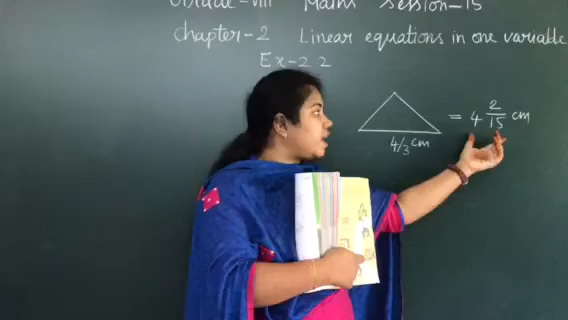 Grade-VIII Maths Session-15
Chapter-2 Linear equations in one variable
Ex-2.2
= 4 2/15 cm
4/3 cm